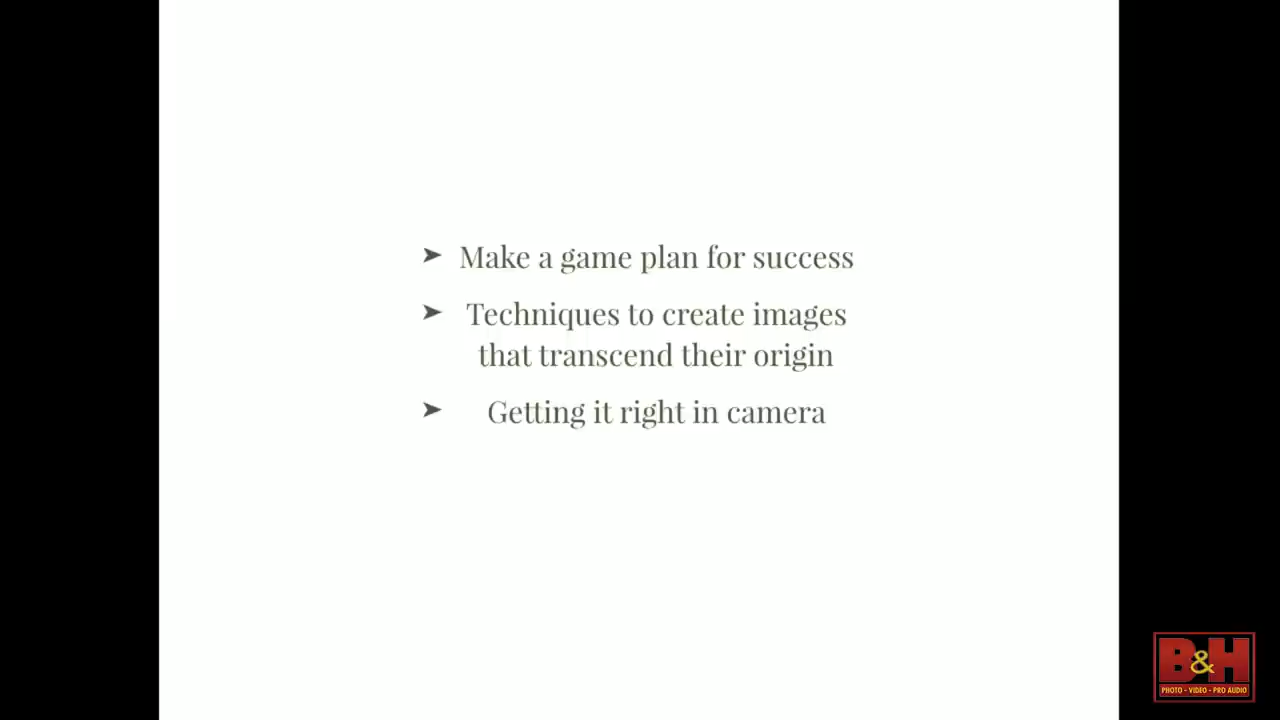 ➤ Make a game plan for success
➤ Techniques to create images
that transcend their origin
➤ Getting it right in camera
B&H
PHOTO - VIDEO - PRO AUDIO